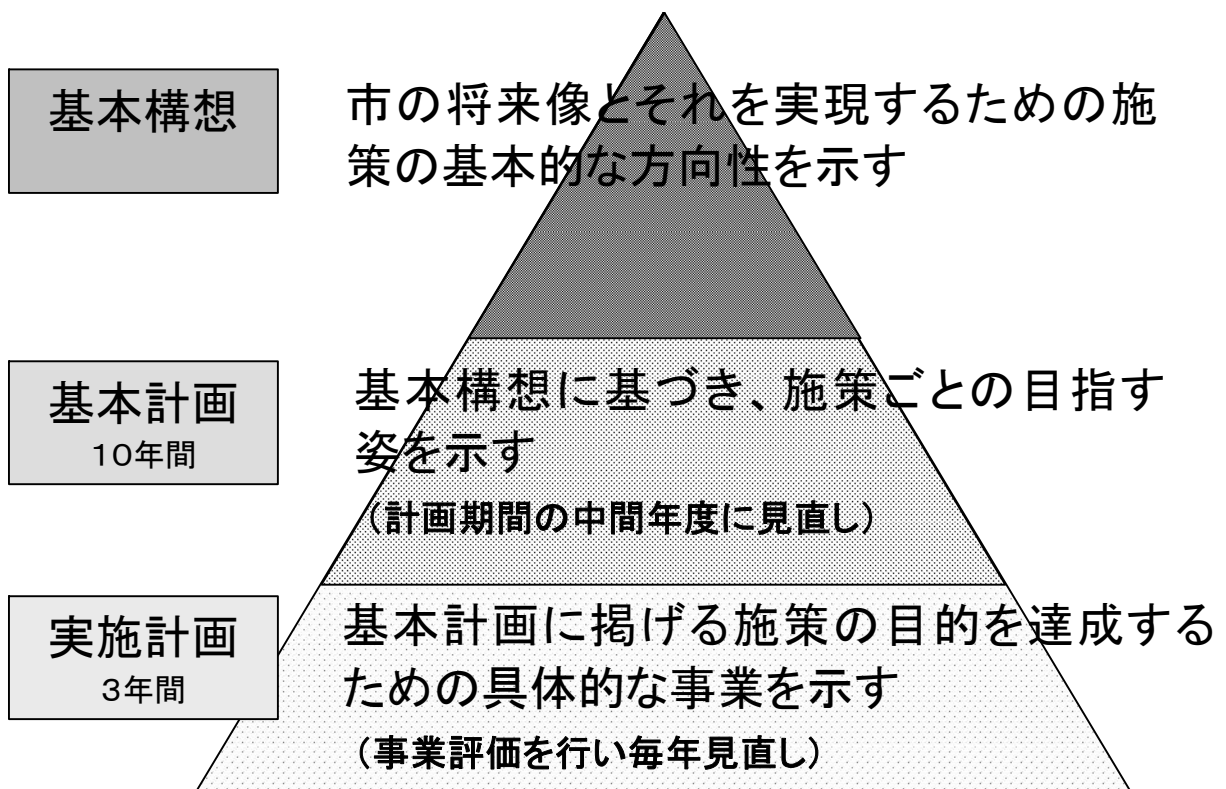 基本構想
市の将来像とそれを実現するための施
策の基本的な方向性を示す
基本計画
10年間
基本構想に基づき、施策ごとの目指す
姿を示す
（計画期間の中間年度に見直し）
実施計画
3年間
基本計画に掲げる施策の目的を達成する
ための具体的な事業を示す
（事業評価を行い毎年見直し）